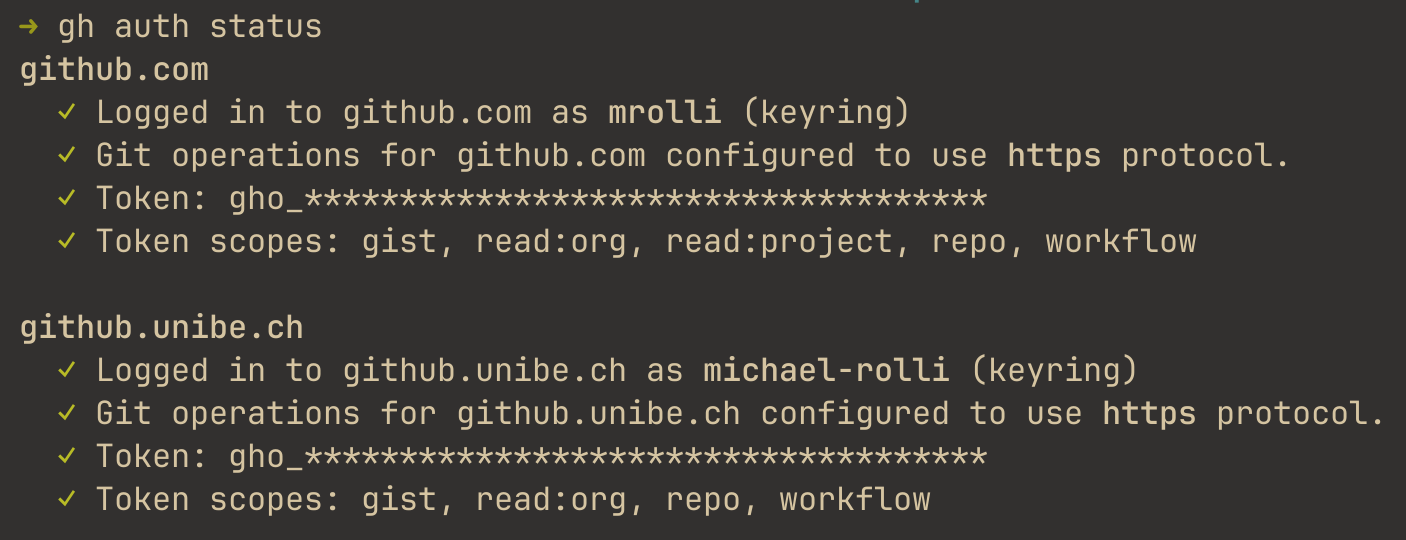 ➜ gh auth status
github.com
  ✓ Logged in to github.com as mrolli (keyring)
  ✓ Git operations for github.com configured to use https protocol.
  ✓ Token: gho_************************************
  ✓ Token scopes: gist, read:org, read:project, repo, workflow

github.unibe.ch
  ✓ Logged in to github.unibe.ch as michael-rolli (keyring)
  ✓ Git operations for github.unibe.ch configured to use https protocol.
  ✓ Token: gho_************************************
  ✓ Token scopes: gist, read:org, repo, workflow